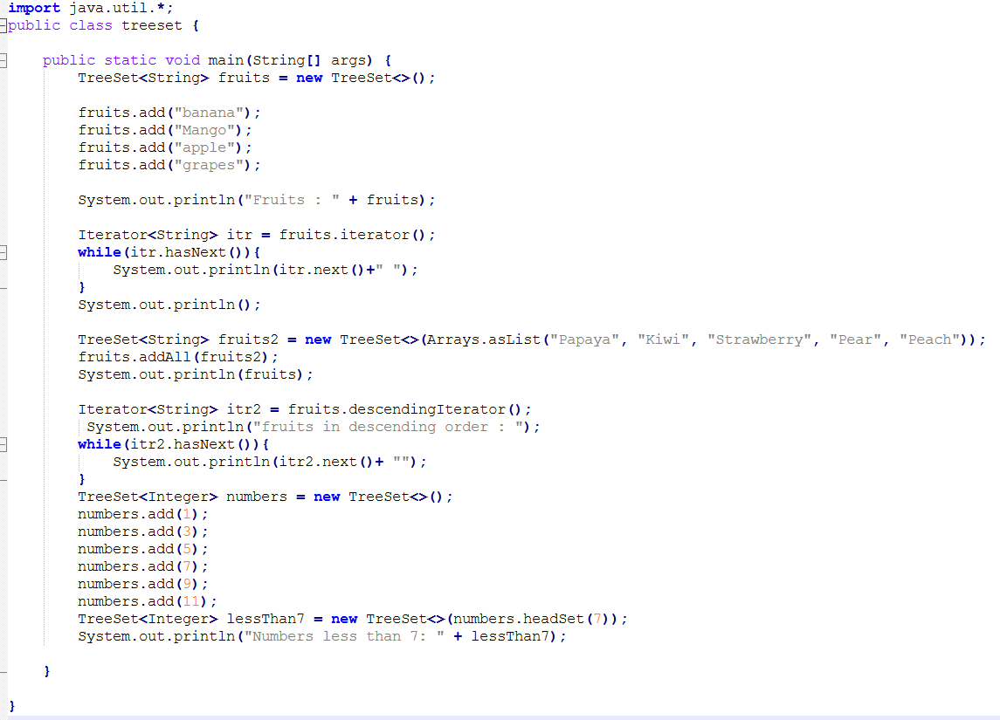 import java.util.*;
public class treeset {
public static void main(String[] args) {
TreeSet<String> fruits = new TreeSet<>();
fruits.add("banana");
fruits.add("Mango");
fruits.add("apple");
fruits.add("grapes");
System.out.println("Fruits : " + fruits);
Iterator<String> itr = fruits.iterator();
while(itr.hasNext()){
System.out.println(itr.next()+" ");
}
System.out.println();
TreeSet<String> fruits2 = new TreeSet<>(Arrays.asList("Papaya", "Kiwi", "Strawberry", "Pear", "Peach"));
fruits.addAll(fruits2);
System.out.println(fruits);
Iterator<String> itr2 = fruits.descendingIterator();
System.out.println("fruits in descending order : ");
while(itr2.hasNext()){
System.out.println(itr2.next()+ "");
}
TreeSet<Integer> numbers = new TreeSet<>();
numbers.add(1);
numbers.add(3);
numbers.add(5);
numbers.add(7);
numbers.add(9);
numbers.add(11);
TreeSet<Integer> lessThan7 = new TreeSet<>(numbers.headSet(7));
System.out.println("Numbers less than 7: " + lessThan7);
}
}